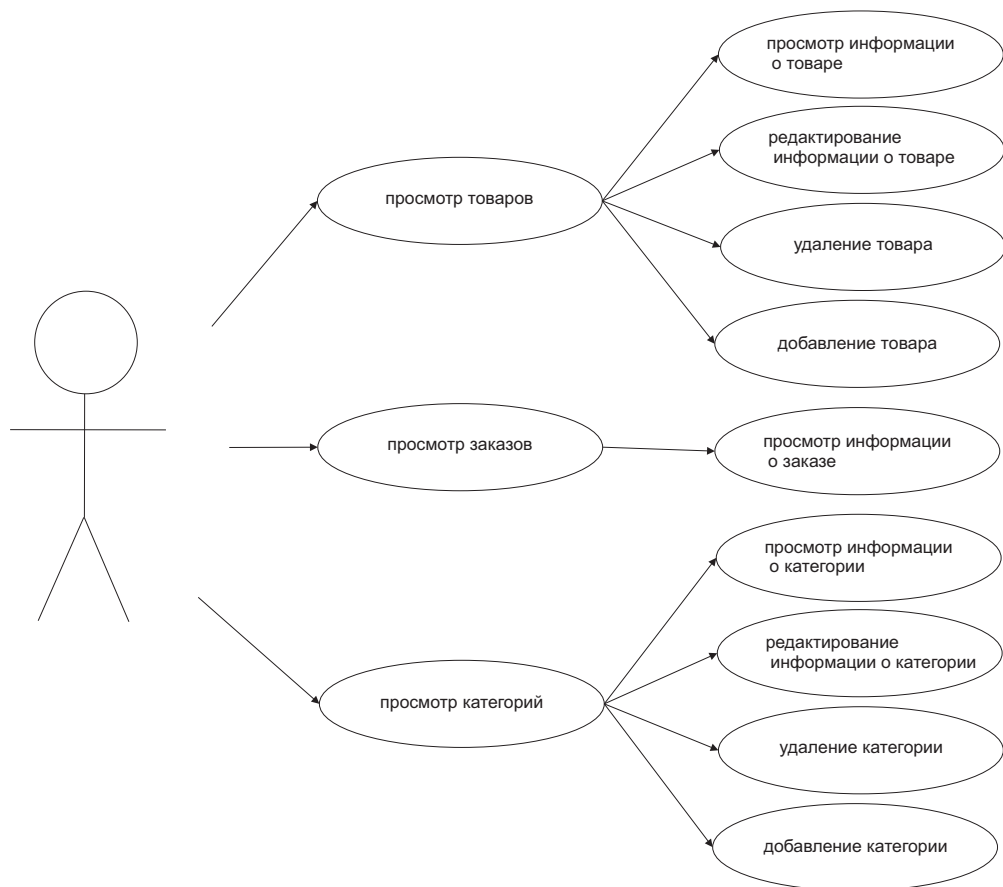 просмотр информации
о товаре
редактирование
информации о товаре
просмотр товаров
удаление товара
добавление товара
просмотр заказов
просмотр информации
о заказе
просмотр информации
о категории
редактирование
информации о категории
просмотр категорий
удаление категории
добавление категории